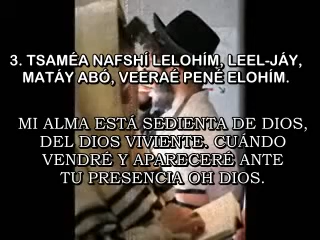 3. TSAMÉA NAFSHÍ LELOHÍM, LEEL-JÁY,
MATÁY ABÓ, VEERAÉ PENÉ ELOHÍM.
MI ALMA ESTÁ SEDIENTA DE DIOS,
DEL DIOS VIVIENTE. CUÁNDO
VENDRÉ Y APARECERÉ ANTE
TU PRESENCIA OH DIOS.